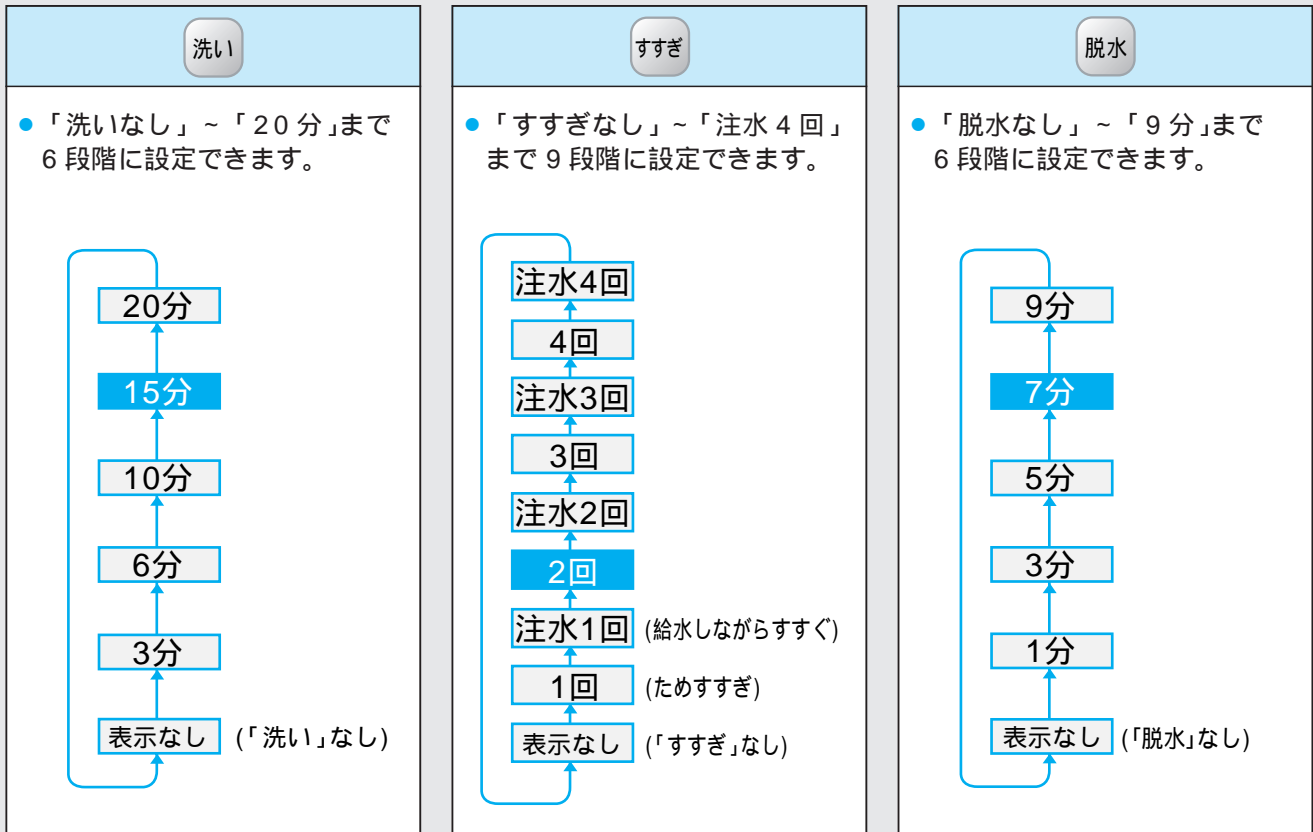 洗い
●「洗いなし」~「20分」まで
6段階に設定できます。
20分
15分
10分
6分
3分
表示なし (「洗い」なし)
すすぎ
●「すすぎなし」~「注水4回」
まで9段階に設定できます。
注水4回
4回
注水3回
3回
注水2回
2回
注水1回 (給水しながらすすぐ)
1回 (ためすすぎ)
表示なし (「すすぎ」なし)
脱水
●「脱水なし」~「9分」まで
6段階に設定できます。
9分
7分
5分
3分
1分
表示なし (「脱水」なし)